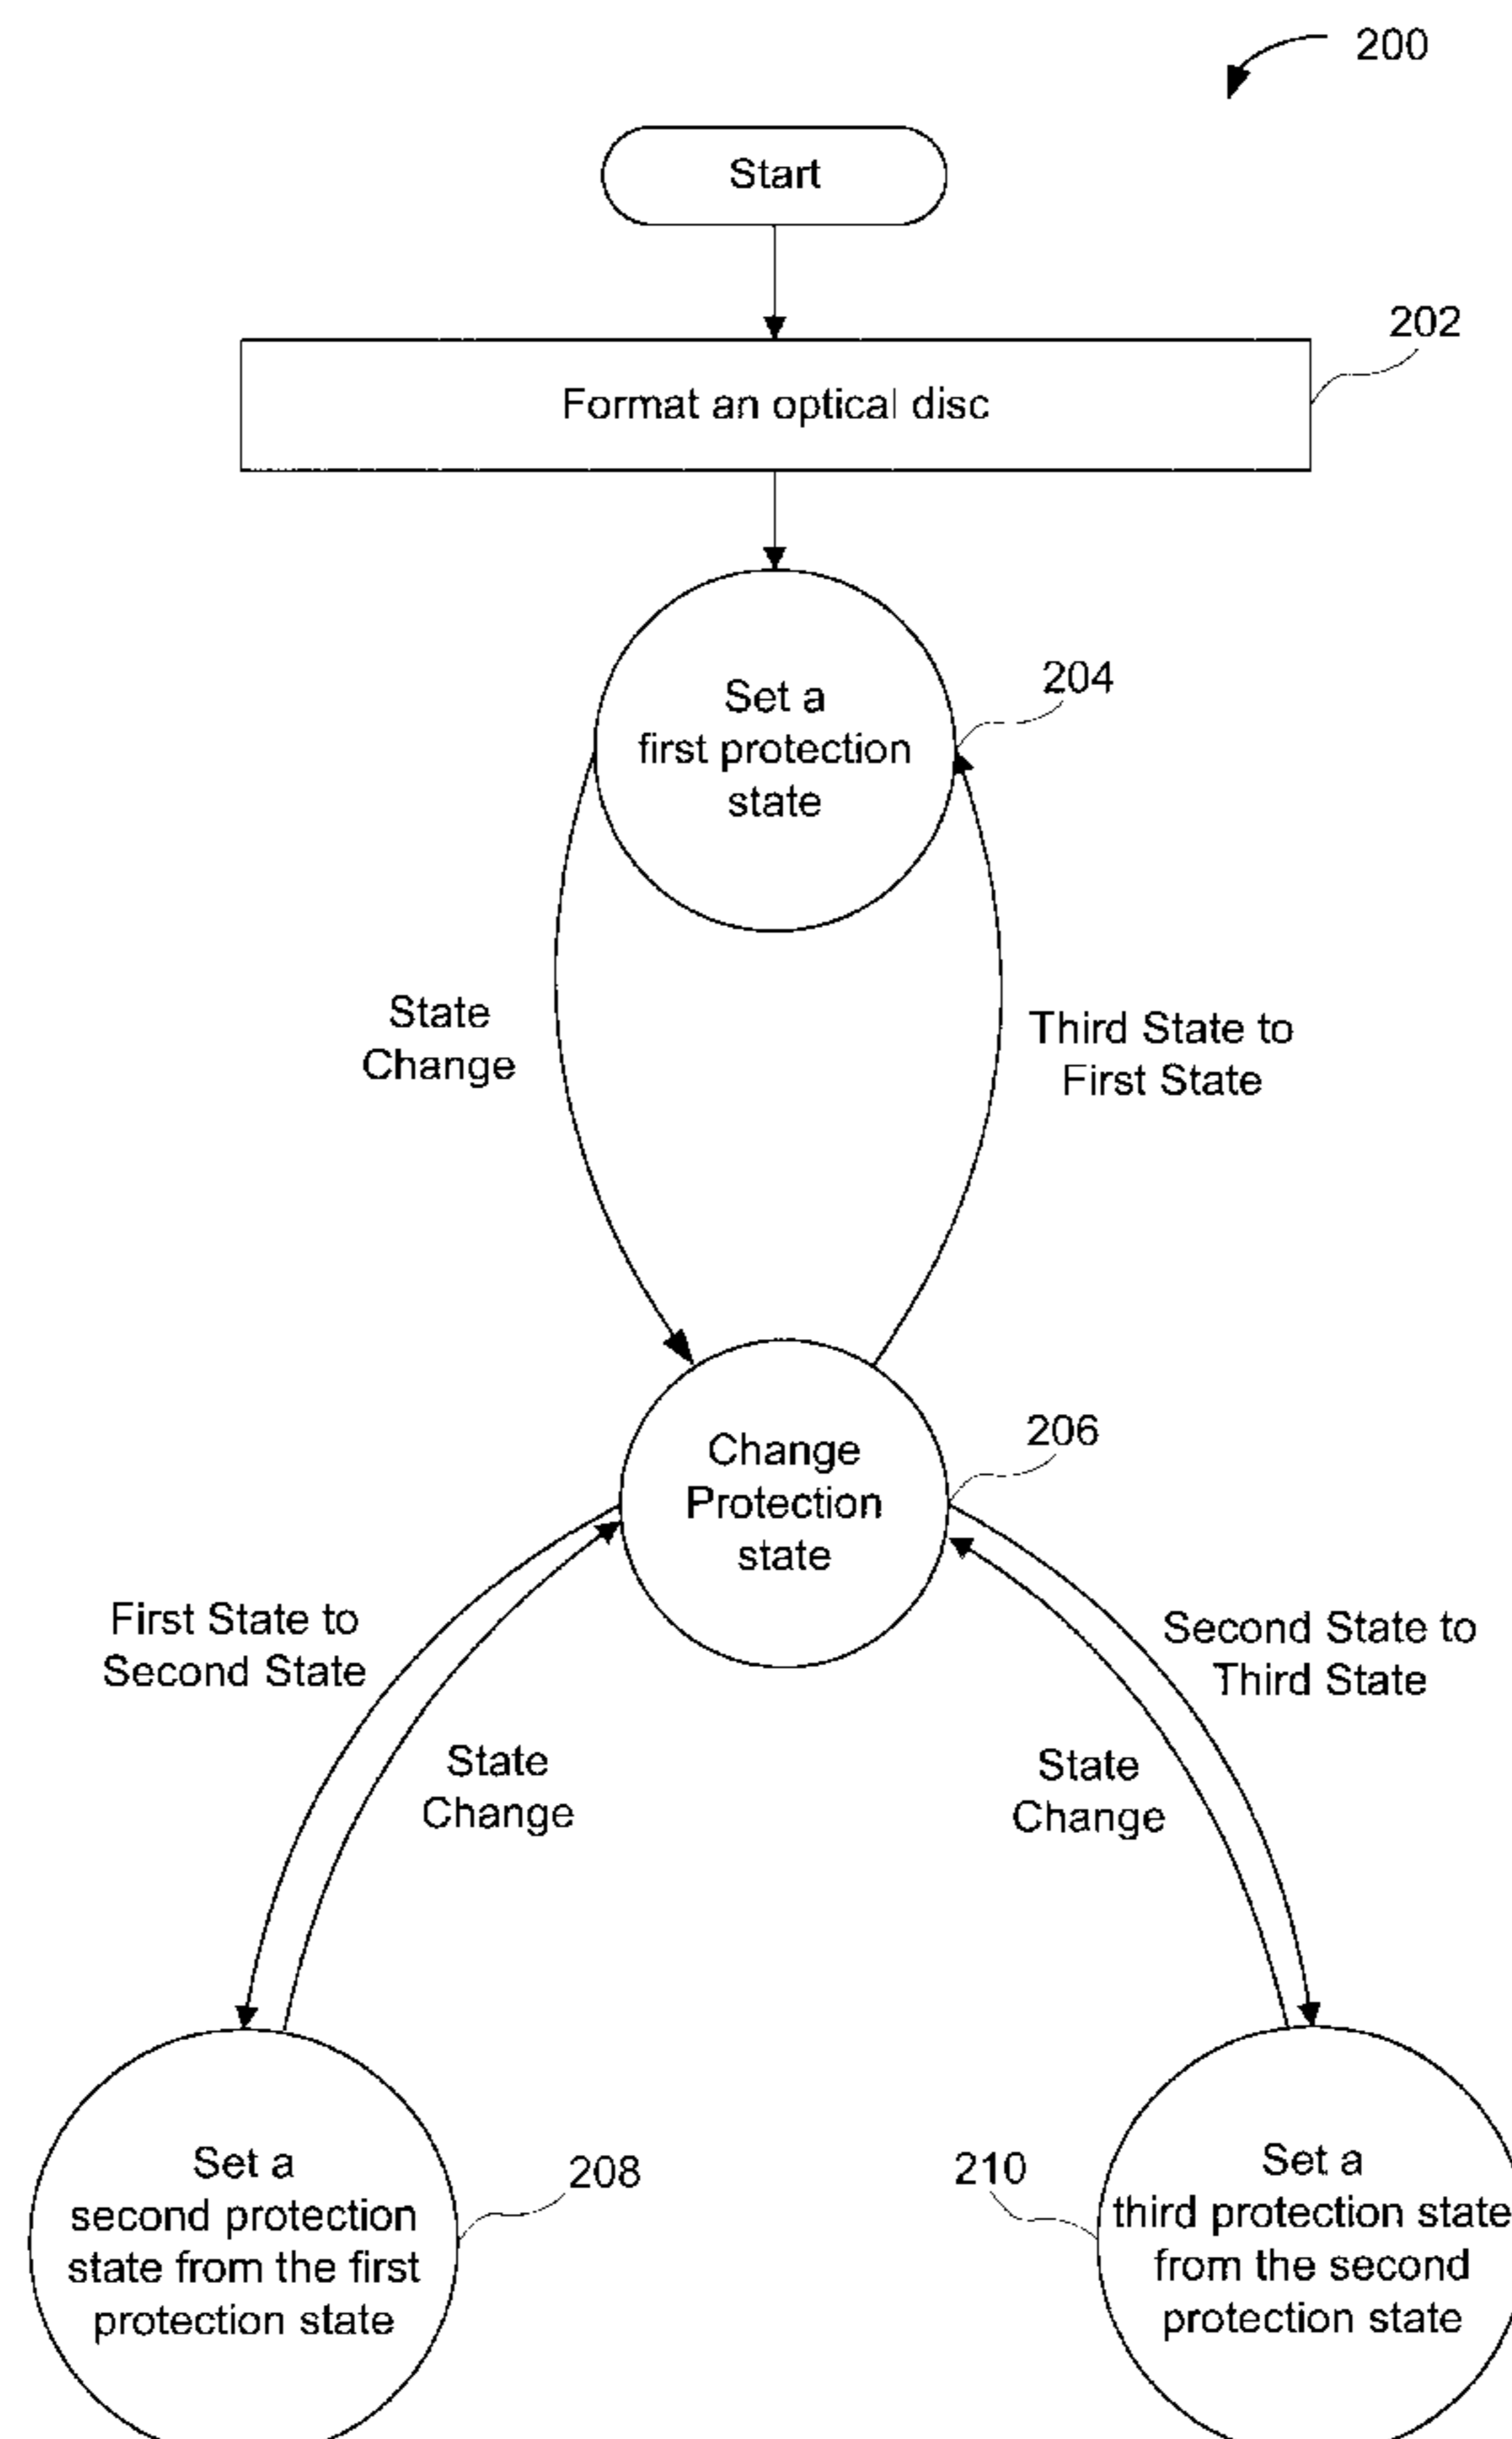 200
Start
202
Format an optical disc
204
Set a
first protection
state
State
Change
Third State to
First State
206
Change
Protection
state
First State to
Second State
Second State to
Third State
State
Change
State
Change
208
Set a
second protection
state from the first
protection state
210
Set a
third protection state
from the second
protection state